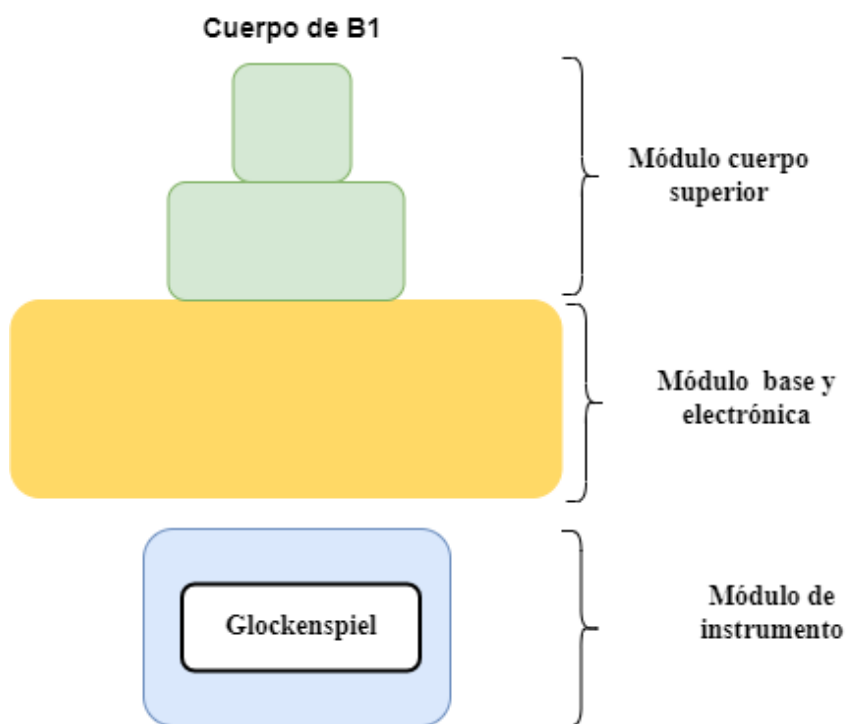 Cuerpo de B1
Módulo cuerpo
superior
Módulo base y
electrónica
Glockenspiel
Módulo de
instrumento